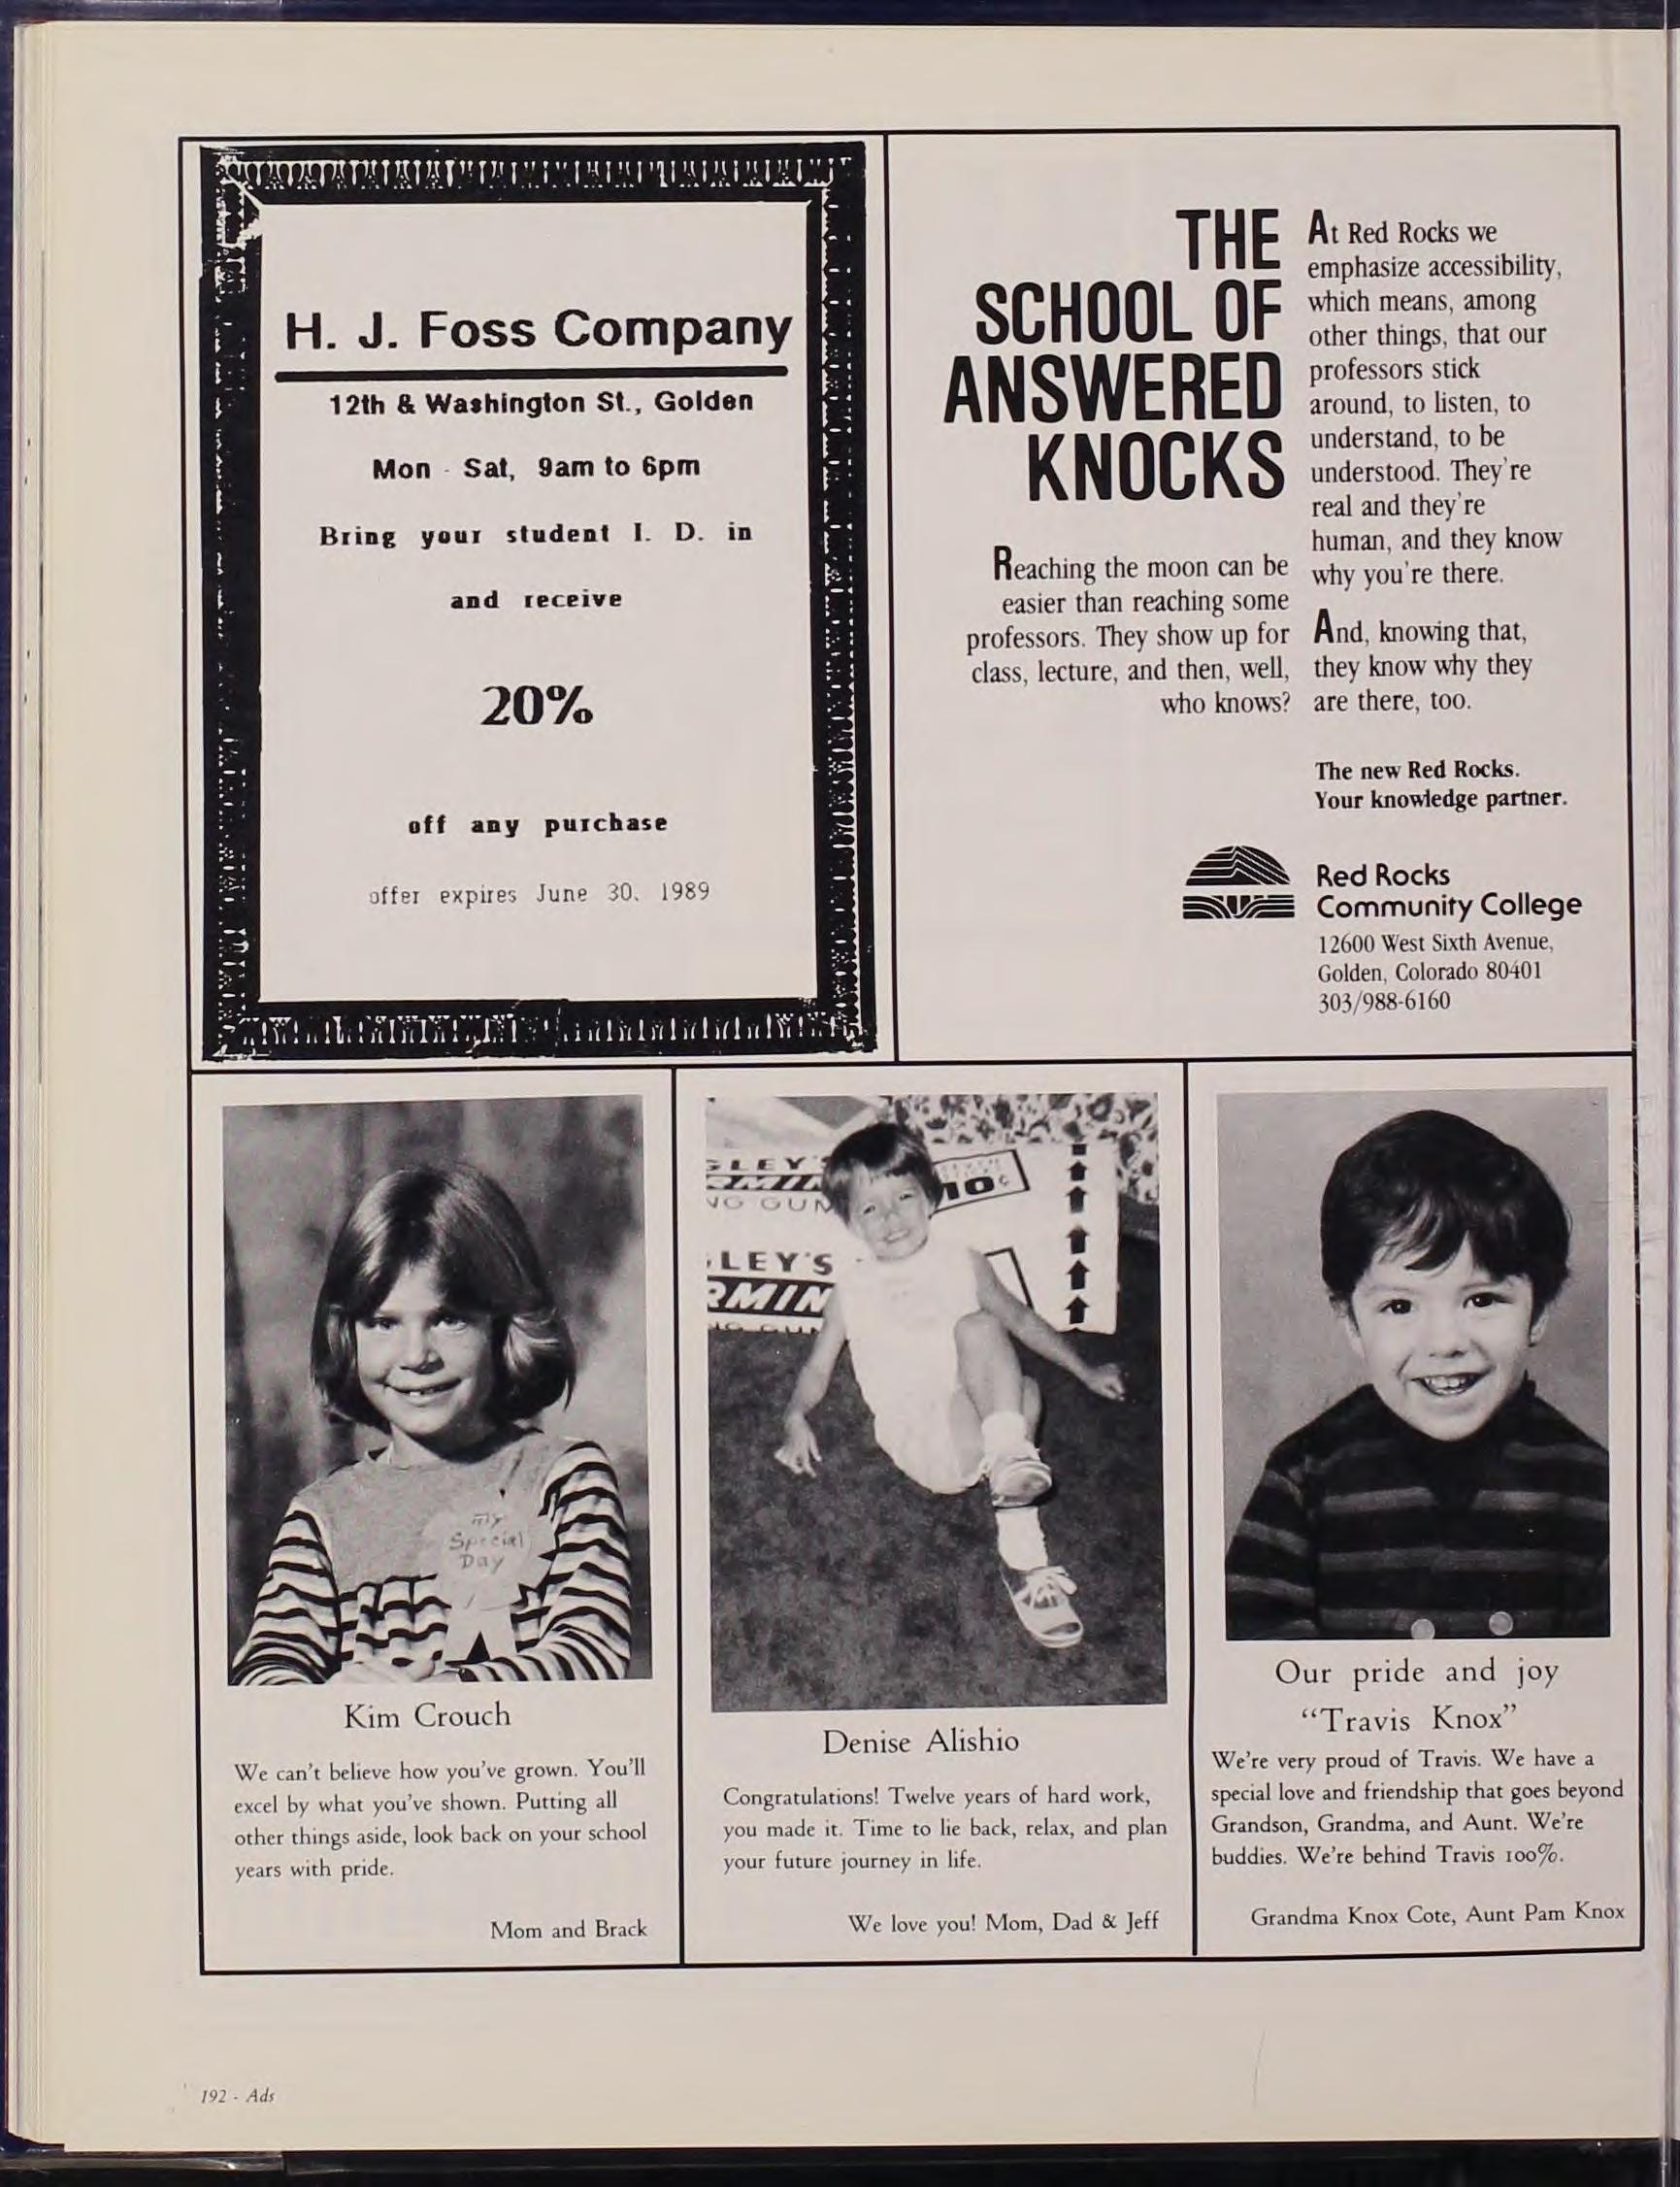 H. J. Foss Company
12th & Washington St., Golden
Mon - Sat, 9am to 6pm
Bring your student I. D. in
and receive
20%
off any purchase
offer expires June 30, 1989
THE
SCHOOL OF
ANSWERED
KNOCKS
Reaching the moon can be
easier than reaching some
professors. They show up for
class, lecture, and then, well,
who knows?
At Red Rocks we
emphasize accessibility,
which means, among
other things, that our
professors stick
around, to listen, to
understand, to be
understood. They're
real and they're
human, and they know
why you're there.
And, knowing that,
they know why they
are there, too.
The new Red Rocks.
Your knowledge partner.
Red Rocks
Community College
12600 West Sixth Avenue,
Golden, Colorado 80401
303/988-6160
my
Special
Day
Kim Crouch
We can't believe how you've grown. You'll
excel by what you've shown. Putting all
other things aside, look back on your school
years with pride.
Mom and Brack
GLEY'S
RMIN
NG GUM
10¢
LEY'S
RMIN
NG GUM
Denise Alishio
Congratulations! Twelve years of hard work,
you made it. Time to lie back, relax, and plan
your future journey in life.
We love you! Mom, Dad & Jeff
Our pride and joy
“Travis Knox”
We're very proud of Travis. We have a
special love and friendship that goes beyond
Grandson, Grandma, and Aunt. We're
buddies. We're behind Travis 100%.
Grandma Knox Cote, Aunt Pam Knox
192 - Ads